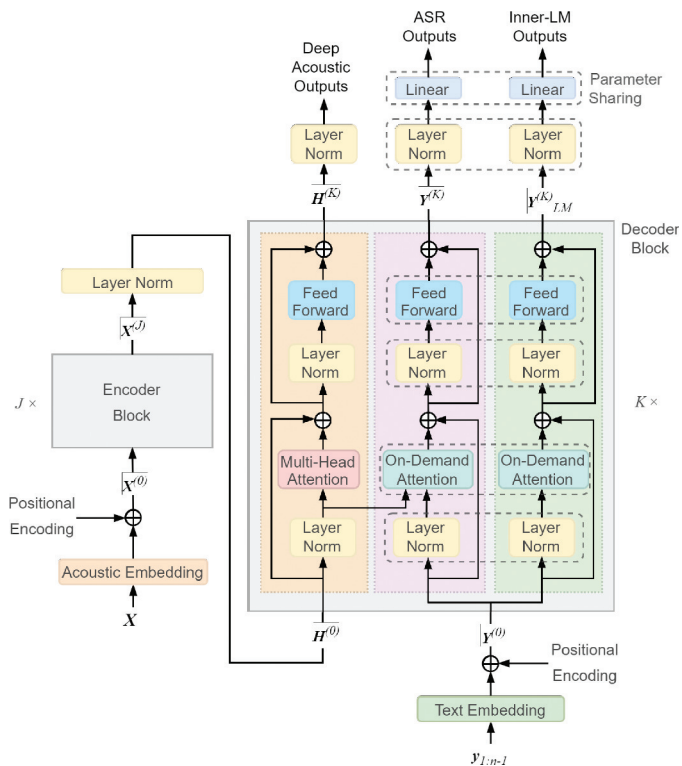 ASR
Outputs
Inner-LM
Outputs
Deep
Acoustic
Outputs
Linear
Linear
Parameter
Sharing
Layer
Norm
Layer
Norm
Layer
Norm
H(K)
Y(K)
Y(K)LM
Decoder
Block
Layer Norm
X(J)
Feed
Forward
Feed
Forward
Feed
Forward
Layer
Norm
Layer
Norm
Layer
Norm
J ×
Encoder
Block
K ×
Multi-Head
Attention
On-Demand
Attention
On-Demand
Attention
X(0)
Positional
Encoding
Layer
Norm
Layer
Norm
Layer
Norm
Acoustic Embedding
X
H(0)
Y(0)
Positional
Encoding
Text Embedding
y1:n-1